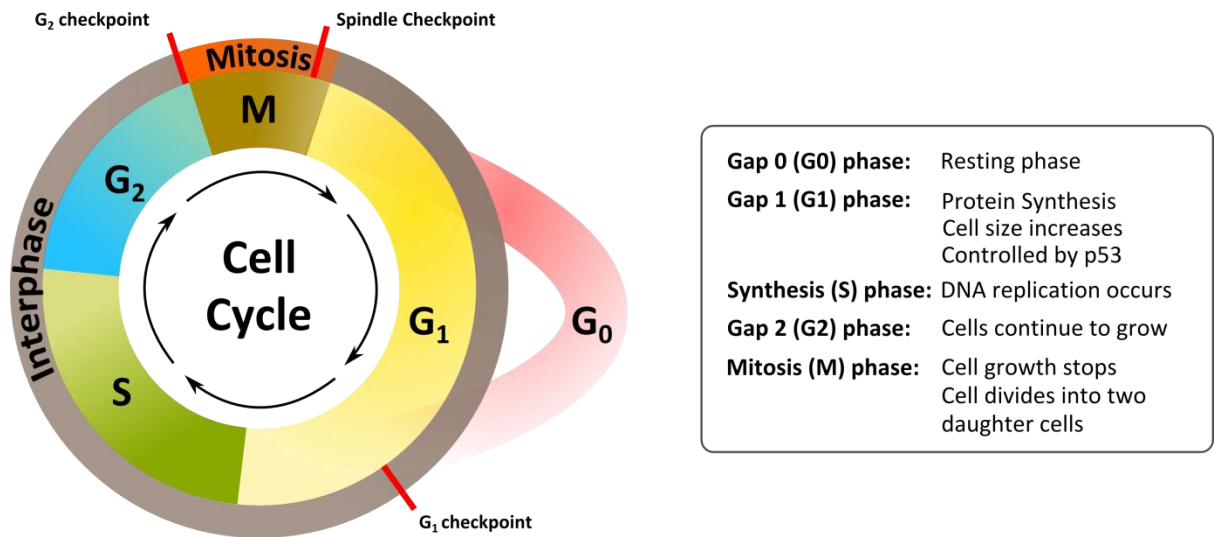 G₂ checkpoint
Spindle Checkpoint
Mitosis
M
G₂
Interphase
Cell
Cycle
G₁
G₀
S
G₁ checkpoint
Gap 0 (G0) phase: Resting phase
Gap 1 (G1) phase: Protein Synthesis
Cell size increases
Controlled by p53
Synthesis (S) phase: DNA replication occurs
Gap 2 (G2) phase: Cells continue to grow
Mitosis (M) phase: Cell growth stops
Cell divides into two
daughter cells